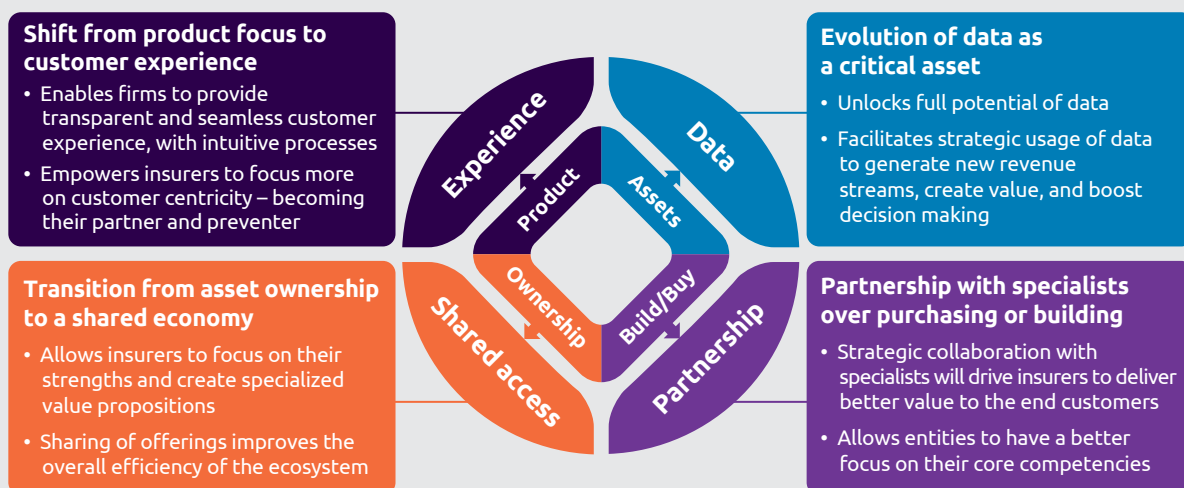 Shift from product focus to
customer experience
• Enables firms to provide
transparent and seamless customer
experience, with intuitive processes
• Empowers insurers to focus more
on customer centricity – becoming
their partner and preventer
Evolution of data as
a critical asset
• Unlocks full potential of data
• Facilitates strategic usage of data
to generate new revenue
streams, create value, and boost
decision making
Experience
Data
Product
Assets
Ownership
Build/Buy
Shared access
Partnership
Transition from asset ownership
to a shared economy
• Allows insurers to focus on their
strengths and create specialized
value propositions
• Sharing of offerings improves the
overall efficiency of the ecosystem
Partnership with specialists
over purchasing or building
• Strategic collaboration with
specialists will drive insurers to deliver
better value to the end customers
• Allows entities to have a better
focus on their core competencies